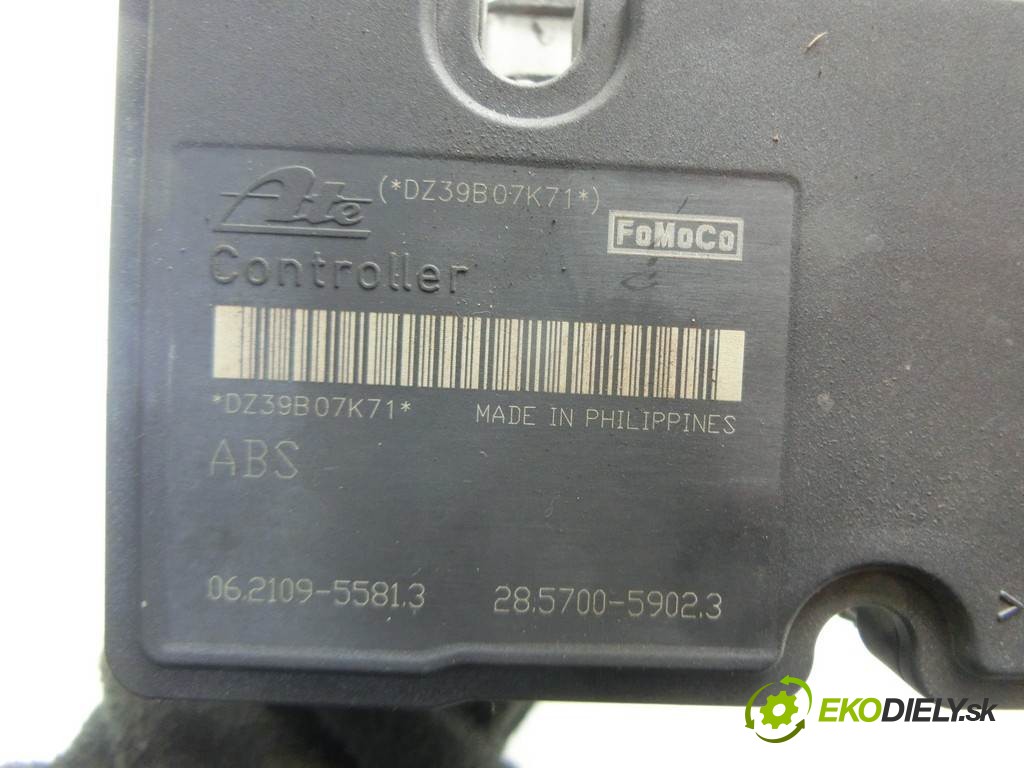 Ate (*DZ39B07K71*)
FoMoCo
Controller
*DZ39B07K71* MADE IN PHILIPPINES
ABS
06.2109-5581.3 28.5700-5902.3
>
EKODIELY.sk